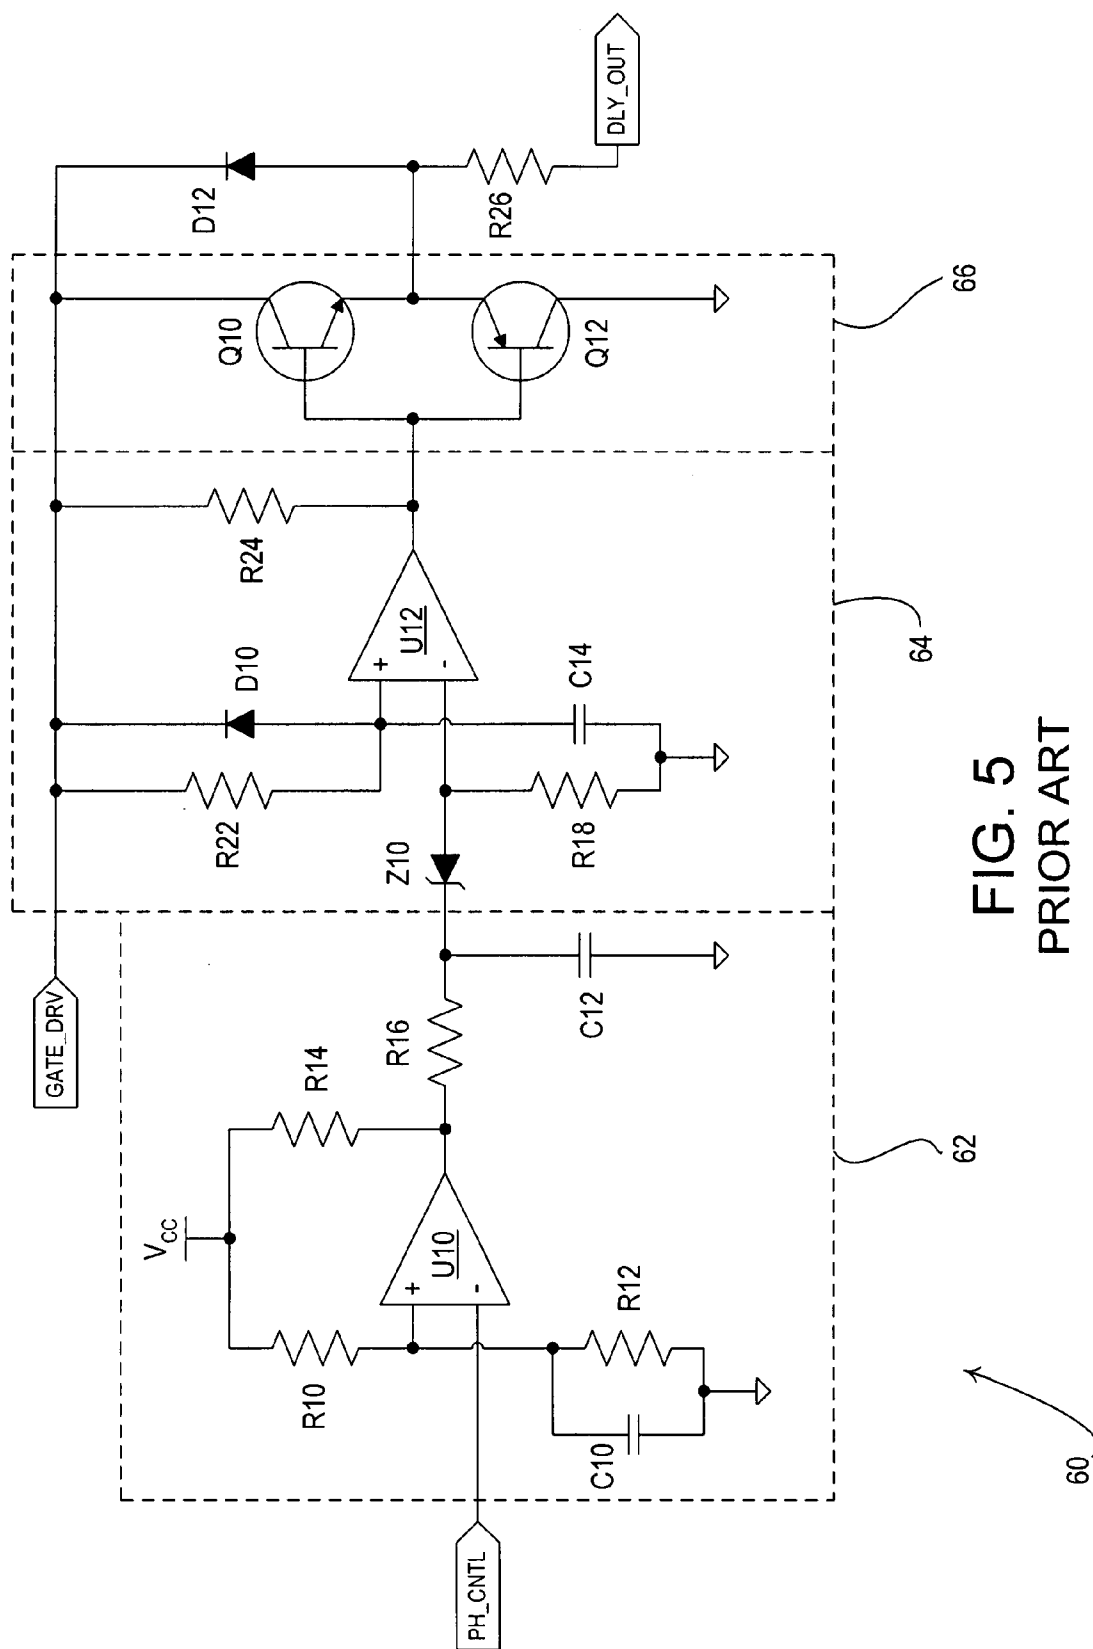 GATE_DRV
PH_CNTL
DLY_OUT
VCC
R10
R14
U10
+
-
R12
C10
R16
C12
Z10
R22
D10
R24
U12
+
-
R18
C14
Q10
Q12
D12
R26
60
62
64
66
FIG. 5
PRIOR ART